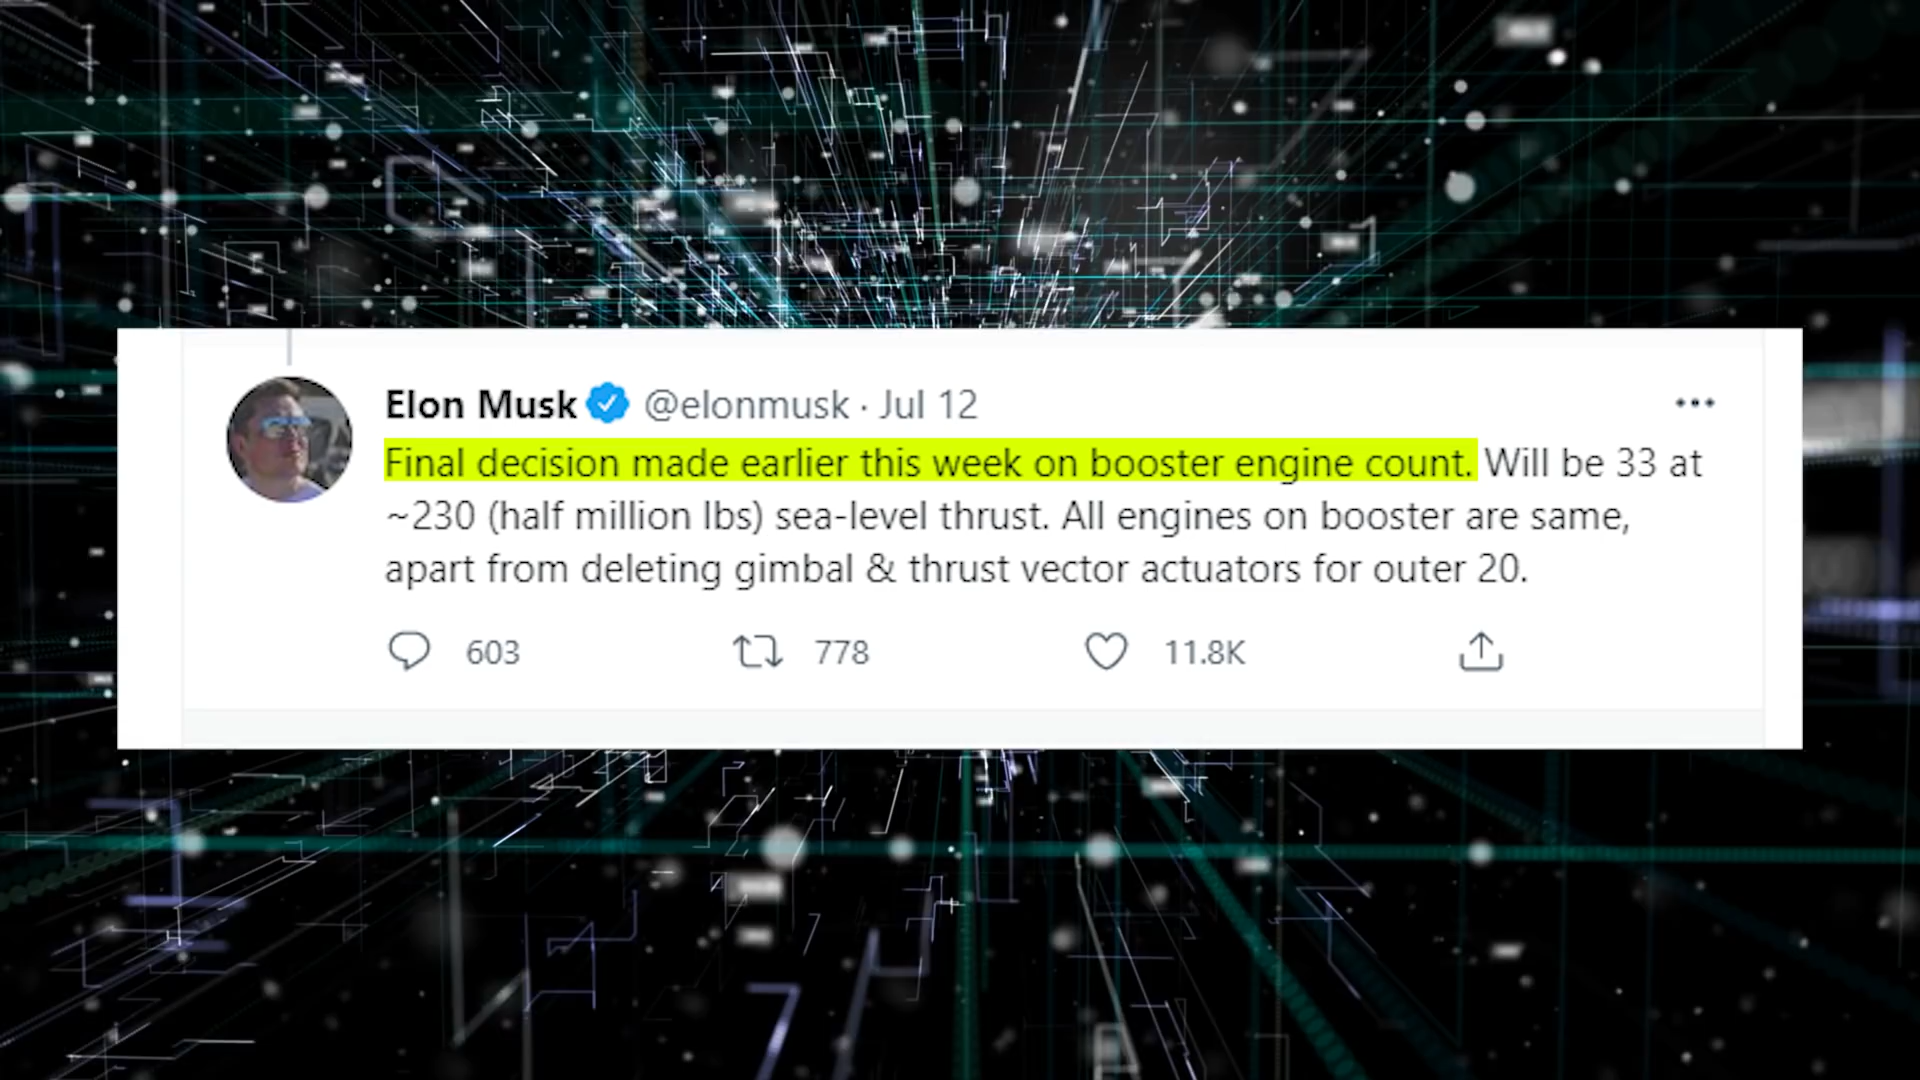 Elon Musk @elonmusk · Jul 12
Final decision made earlier this week on booster engine count. Will be 33 at
~230 (half million lbs) sea-level thrust. All engines on booster are same,
apart from deleting gimbal & thrust vector actuators for outer 20.
603 778 11.8K